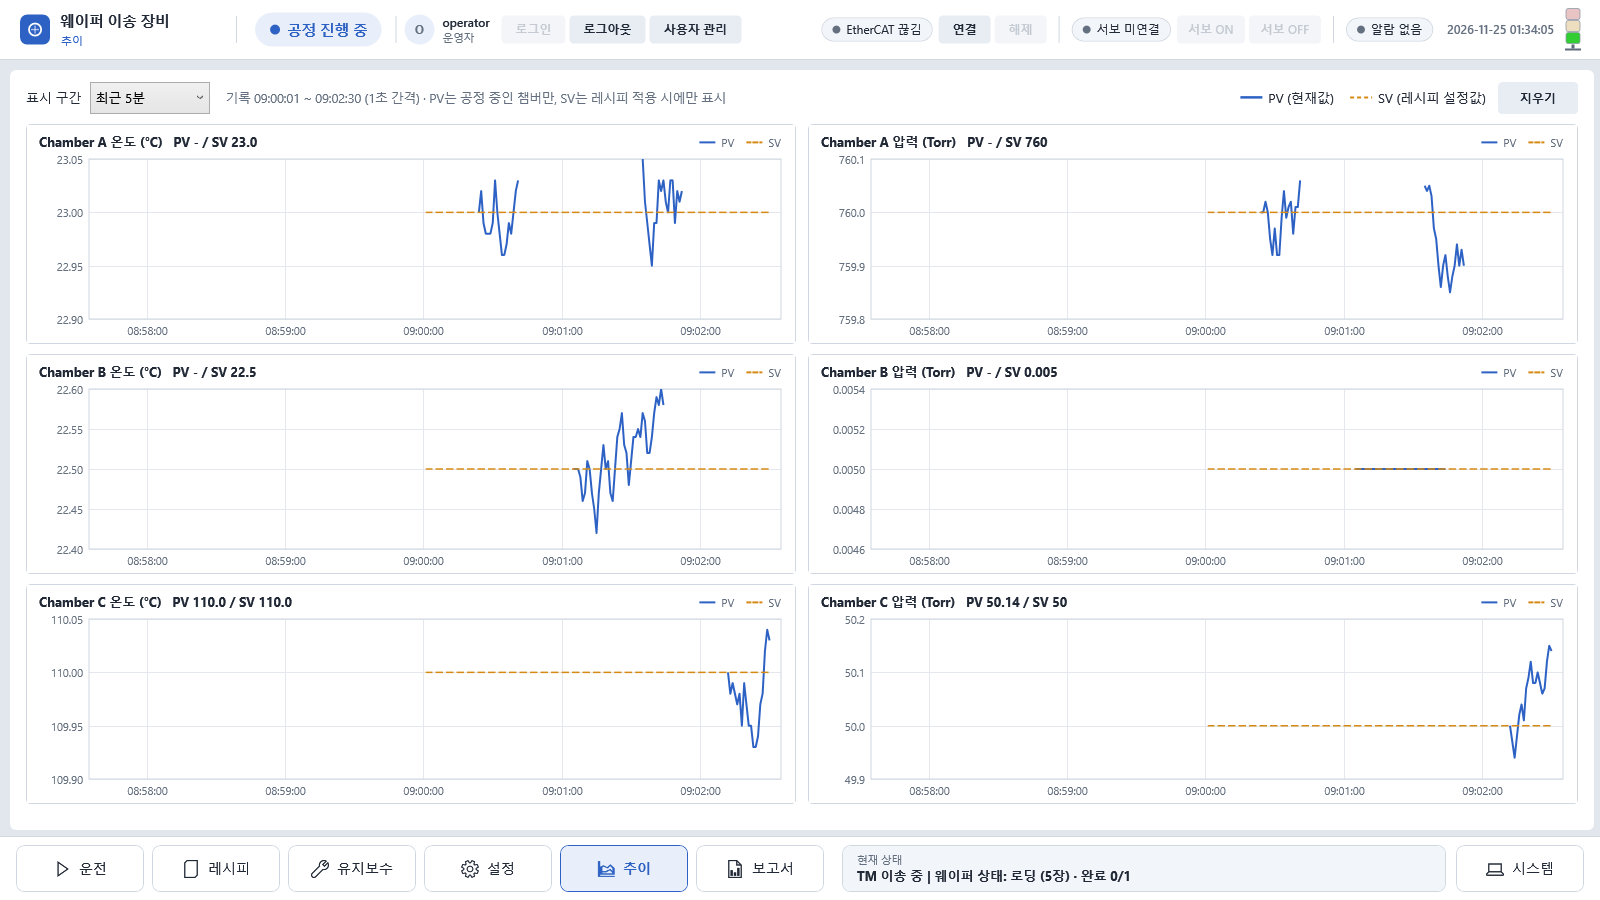 웨이퍼 이송 장비
추이
공정 진행 중
O
operator
운영자
로그인
로그아웃
사용자 관리
EtherCAT 끊김
연결
해제
서보 미연결
서보 ON
서보 OFF
알람 없음
2026-11-25 01:34:05
표시 구간
최근 5분
기록 09:00:01 ~ 09:02:30 (1초 간격) · PV는 공정 중인 챔버만, SV는 레시피 적용 시에만 표시
PV (현재값)
SV (레시피 설정값)
지우기
Chamber A 온도 (℃) PV - / SV 23.0
PV
SV
23.05
23.00
22.95
22.90
08:58:00
08:59:00
09:00:00
09:01:00
09:02:00
Chamber A 압력 (Torr) PV - / SV 760
PV
SV
760.1
760.0
759.9
759.8
08:58:00
08:59:00
09:00:00
09:01:00
09:02:00
Chamber B 온도 (℃) PV - / SV 22.5
PV
SV
22.60
22.55
22.50
22.45
22.40
08:58:00
08:59:00
09:00:00
09:01:00
09:02:00
Chamber B 압력 (Torr) PV - / SV 0.005
PV
SV
0.0054
0.0052
0.0050
0.0048
0.0046
08:58:00
08:59:00
09:00:00
09:01:00
09:02:00
Chamber C 온도 (℃) PV 110.0 / SV 110.0
PV
SV
110.05
110.00
109.95
109.90
08:58:00
08:59:00
09:00:00
09:01:00
09:02:00
Chamber C 압력 (Torr) PV 50.14 / SV 50
PV
SV
50.2
50.1
50.0
49.9
08:58:00
08:59:00
09:00:00
09:01:00
09:02:00
운전
레시피
유지보수
설정
추이
보고서
현재 상태
TM 이송 중 | 웨이퍼 상태: 로딩 (5장) · 완료 0/1
시스템